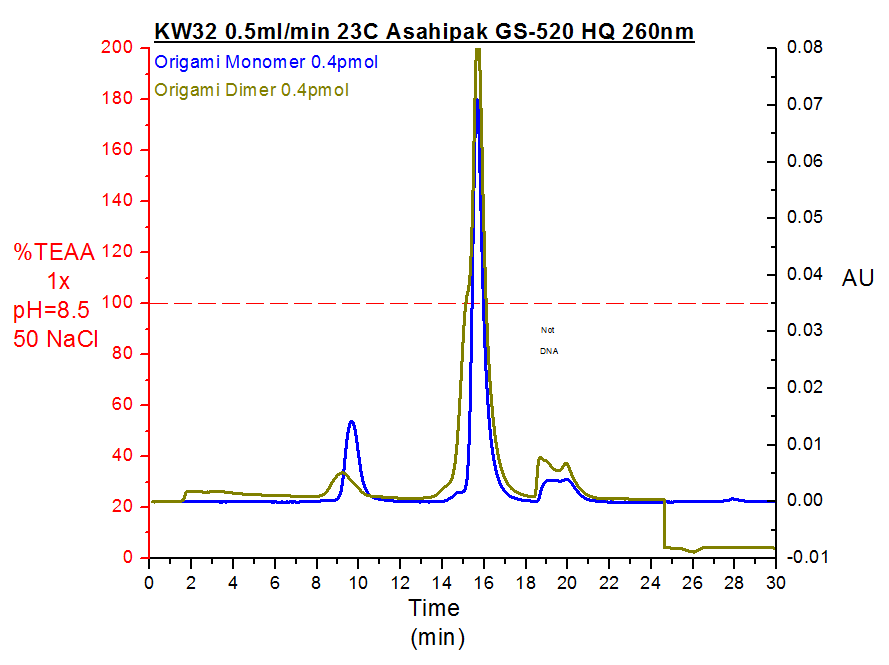 KW32 0.5ml/min 23C Asahipak GS-520 HQ 260nm
Origami Monomer 0.4pmol
Origami Dimer 0.4pmol
200
180
160
140
120
100
80
60
40
20
0
%TEAA
1x
pH=8.5
50 NaCl
0.08
0.07
0.06
0.05
0.04
0.03
0.02
0.01
0.00
-0.01
AU
Not
DNA
0 2 4 6 8 10 12 14 16 18 20 22 24 26 28 30
Time
(min)